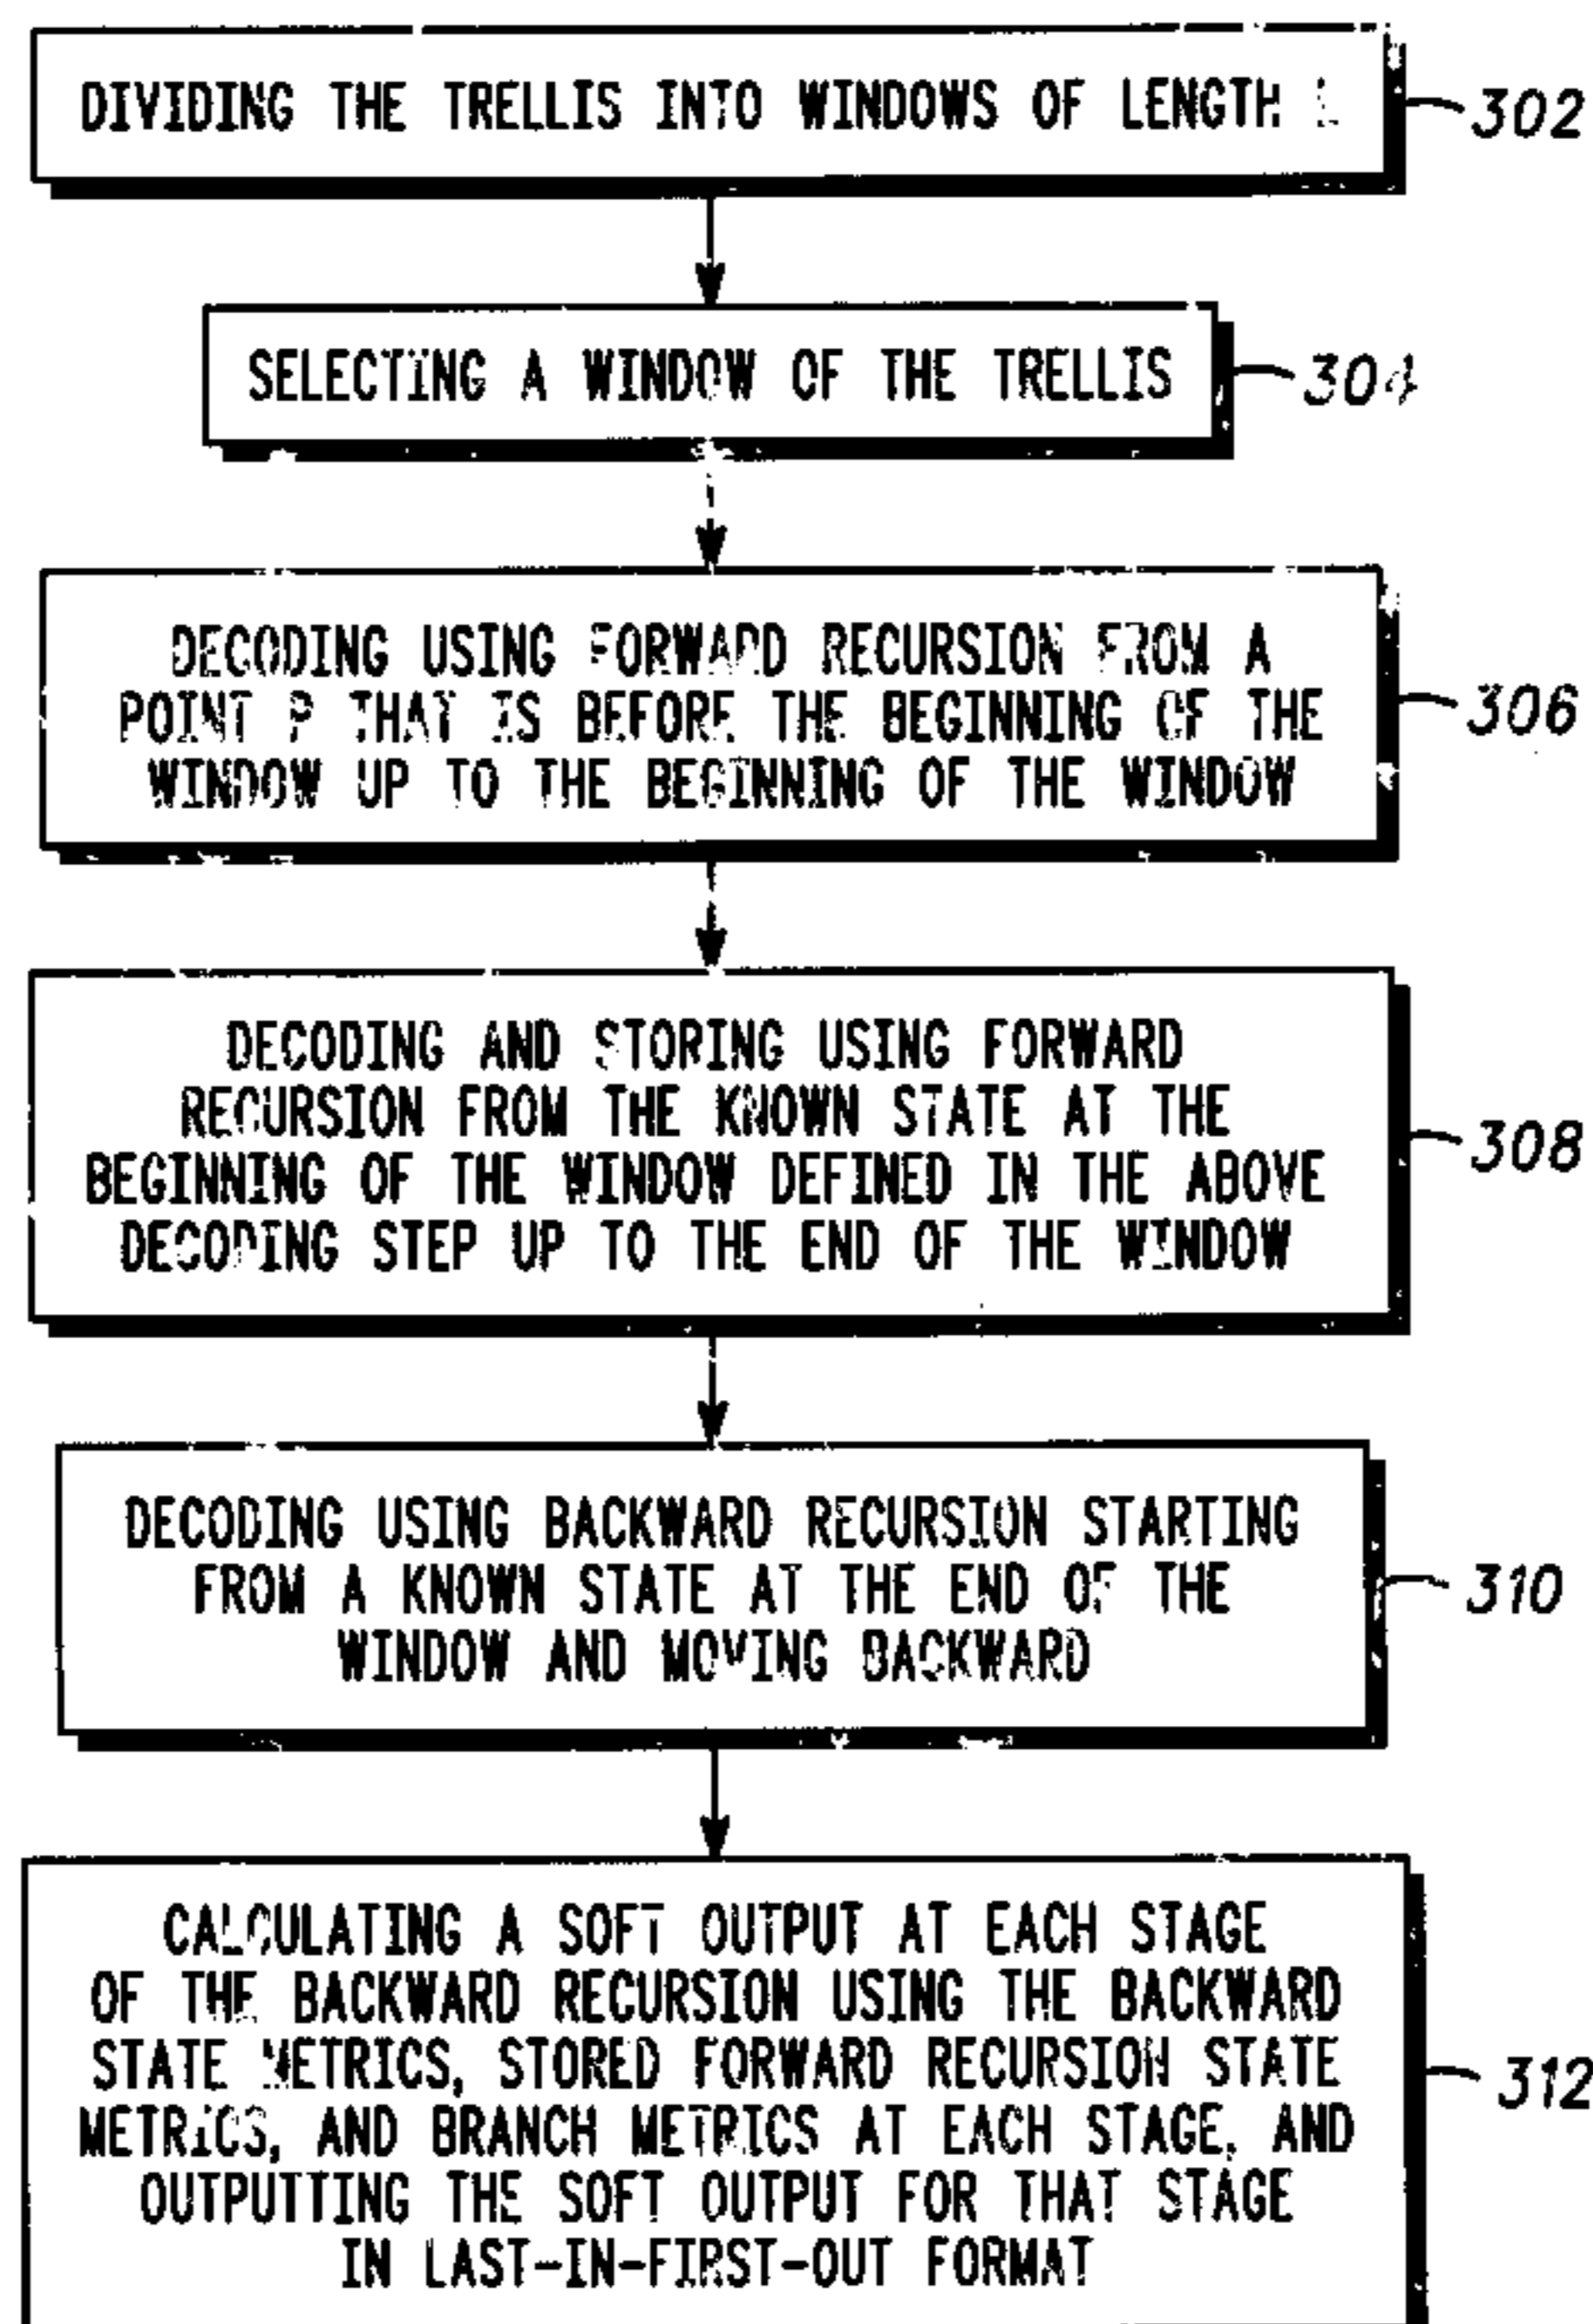 DIVIDING THE TRELLIS INTO WINDOWS OF LENGTH L
302
SELECTING A WINDOW OF THE TRELLIS
304
DECODING USING FORWARD RECURSION FROM A
POINT P THAT IS BEFORE THE BEGINNING OF THE
WINDOW UP TO THE BEGINNING OF THE WINDOW
306
DECODING AND STORING USING FORWARD
RECURSION FROM THE KNOWN STATE AT THE
BEGINNING OF THE WINDOW DEFINED IN THE ABOVE
DECODING STEP UP TO THE END OF THE WINDOW
308
DECODING USING BACKWARD RECURSION STARTING
FROM A KNOWN STATE AT THE END OF THE
WINDOW AND MOVING BACKWARD
310
CALCULATING A SOFT OUTPUT AT EACH STAGE
OF THE BACKWARD RECURSION USING THE BACKWARD
STATE METRICS, STORED FORWARD RECURSION STATE
METRICS, AND BRANCH METRICS AT EACH STAGE, AND
OUTPUTTING THE SOFT OUTPUT FOR THAT STAGE
IN LAST-IN-FIRST-OUT FORMAT
312